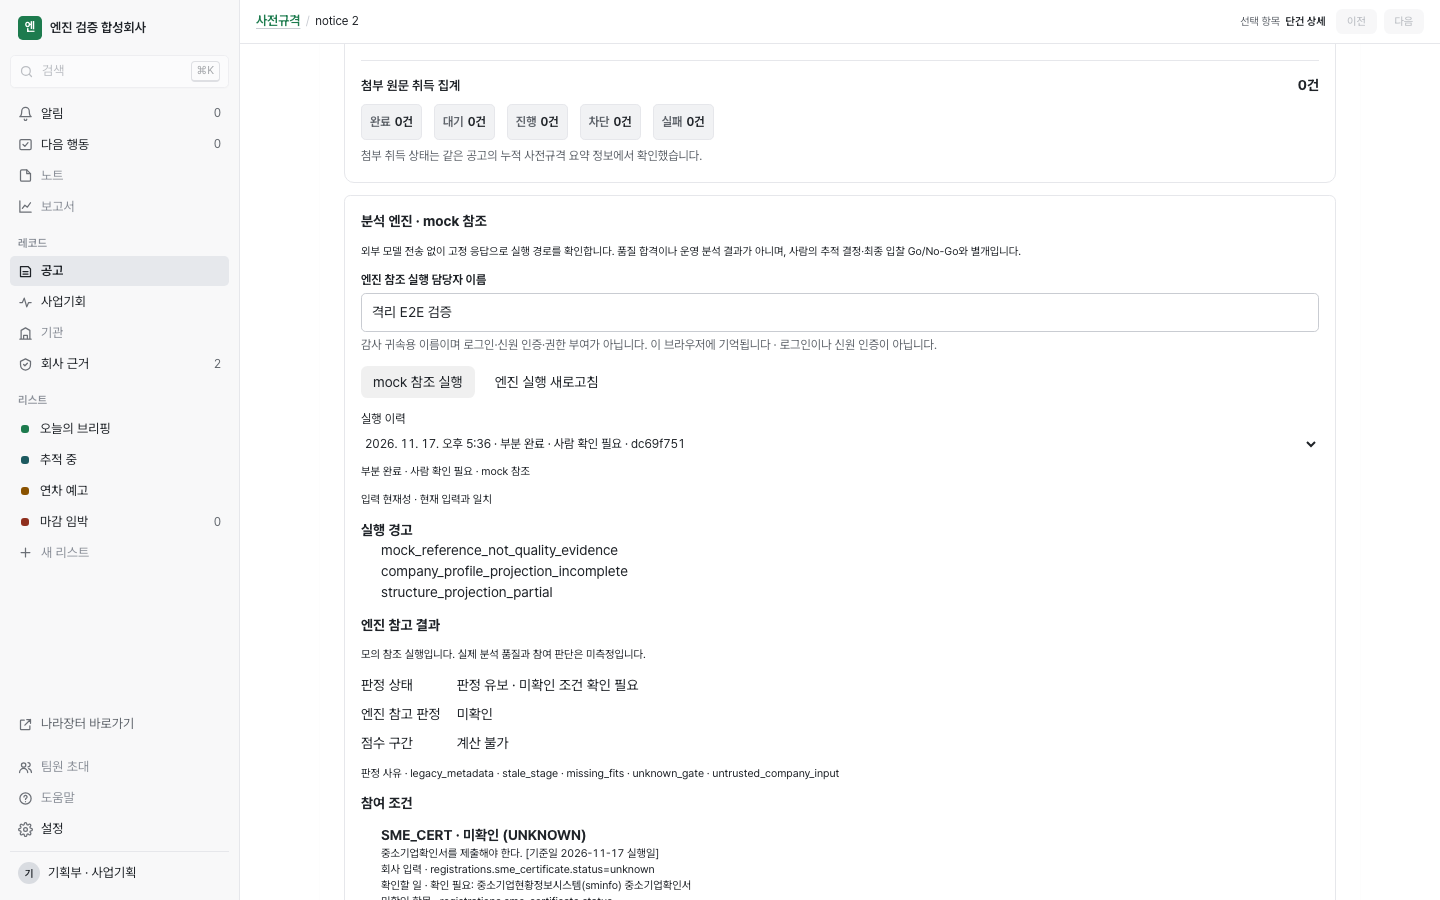 엔 엔진 검증 합성회사
검색 ⌘K
알림 0
다음 행동 0
노트
보고서
레코드
공고
사업기회
기관
회사 근거 2
리스트
오늘의 브리핑
추적 중
연차 예고
마감 임박 0
새 리스트
나라장터 바로가기
팀원 초대
도움말
설정
기 기획부 · 사업기획
사전규격 / notice 2
선택 항목 단건 상세 이전 다음
첨부 원문 취득 집계 0건
완료 0건 대기 0건 진행 0건 차단 0건 실패 0건
첨부 취득 상태는 같은 공고의 누적 사전규격 요약 정보에서 확인했습니다.
분석 엔진 · mock 참조
외부 모델 전송 없이 고정 응답으로 실행 경로를 확인합니다. 품질 합격이나 운영 분석 결과가 아니며, 사람의 추적 결정·최종 입찰 Go/No-Go와 별개입니다.
엔진 참조 실행 담당자 이름
격리 E2E 검증
감사 귀속용 이름이며 로그인·신원 인증·권한 부여가 아닙니다. 이 브라우저에 기억됩니다 · 로그인이나 신원 인증이 아닙니다.
mock 참조 실행 엔진 실행 새로고침
실행 이력
2026. 11. 17. 오후 5:36 · 부분 완료 · 사람 확인 필요 · dc69f751
부분 완료 · 사람 확인 필요 · mock 참조
입력 현재성 · 현재 입력과 일치
실행 경고
mock_reference_not_quality_evidence
company_profile_projection_incomplete
structure_projection_partial
엔진 참고 결과
모의 참조 실행입니다. 실제 분석 품질과 참여 판단은 미측정입니다.
판정 상태 판정 유보 · 미확인 조건 확인 필요
엔진 참고 판정 미확인
점수 구간 계산 불가
판정 사유 · legacy_metadata · stale_stage · missing_fits · unknown_gate · untrusted_company_input
참여 조건
SME_CERT · 미확인 (UNKNOWN)
중소기업확인서를 제출해야 한다. [기준일 2026-11-17 실행일]
회사 입력 · registrations.sme_certificate.status=unknown
확인할 일 · 확인 필요: 중소기업현황정보시스템(sminfo) 중소기업확인서
미확인 항목 · registrations.sme_certificate.status